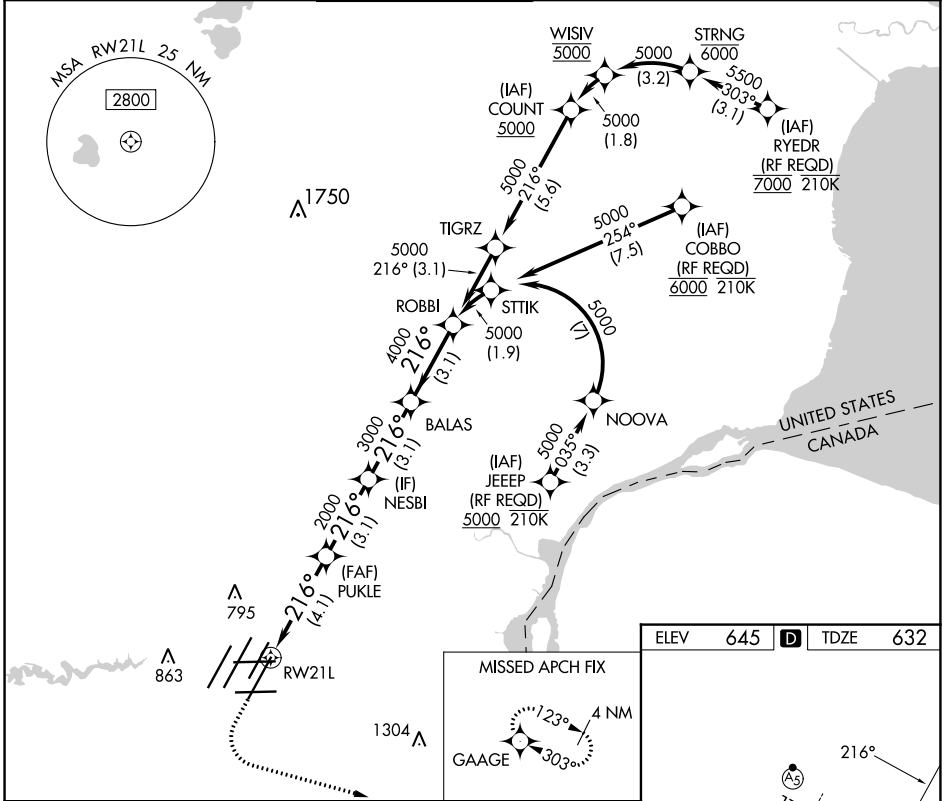 MSA RW21L 25 NM
2800
1750
WISIV
5000
STRNG
6000
5000
(3.2)
5500
303°
(3.1)
(IAF)
COUNT
5000
5000
(1.8)
(IAF)
RYEDR
(RF REQD)
7000 210K
5000
216°
(5.6)
5000
254°
(7.5)
(IAF)
COBBO
(RF REQD)
6000 210K
TIGRZ
5000
216° (3.1)
STTIK
ROBBI
5000
(1.9)
5000
(7)
4000
216°
(3.1)
BALAS
NOOVA
UNITED STATES
CANADA
3000
216°
(3.1)
(IF)
NESBI
5000
035°
(3.3)
(IAF)
JEEEP
(RF REQD)
5000 210K
2000
216°
(3.1)
(FAF)
PUKLE
216°
(4.1)
795
863
RW21L
1304
MISSED APCH FIX
123°
4 NM
GAAGE
303°
ELEV 645 D TDZE 632
216°
A5